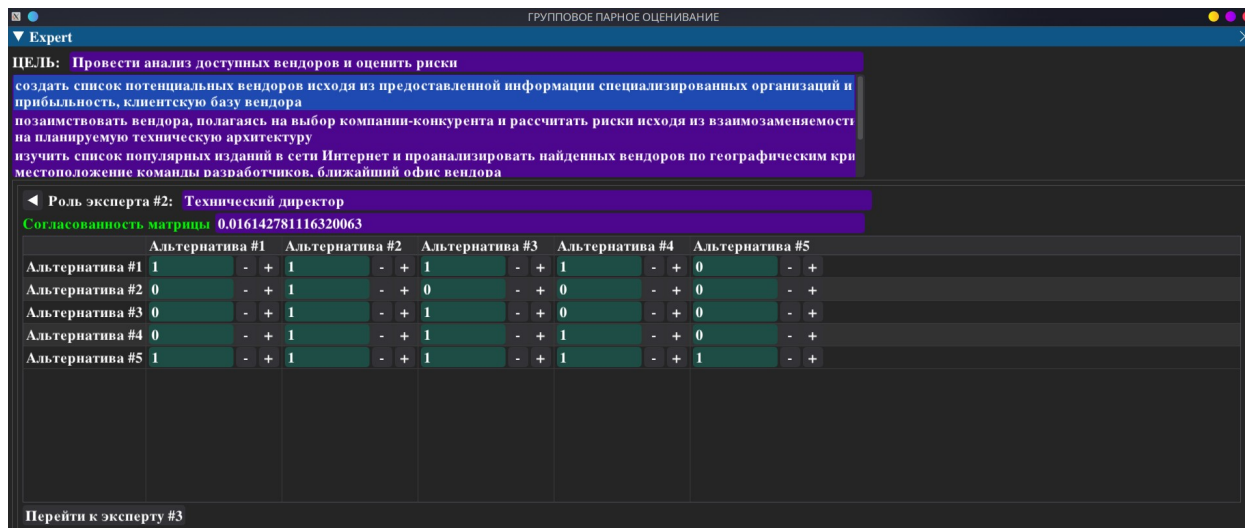 ГРУППОВОЕ ПАРНОЕ ОЦЕНИВАНИЕ
▼ Expert
ЦЕЛЬ: Провести анализ доступных вендоров и оценить риски
создать список потенциальных вендоров исходя из предоставленной информации специализированных организаций и
прибыльность, клиентскую базу вендора
позаимствовать вендора, полагаясь на выбор компании-конкурента и рассчитать риски исходя из взаимозаменяемости
на планируемую техническую архитектуру
изучить список популярных изданий в сети Интернет и проанализировать найденных вендоров по географическим кри
местоположение команды разработчиков, ближайший офис вендора
◄ Роль эксперта #2: Технический директор
Согласованность матрицы 0.016142781116320063
Альтернатива #1 Альтернатива #2 Альтернатива #3 Альтернатива #4 Альтернатива #5
Альтернатива #1 1 - + 1 - + 1 - + 1 - + 0 - +
Альтернатива #2 0 - + 1 - + 0 - + 0 - + 0 - +
Альтернатива #3 0 - + 1 - + 1 - + 0 - + 0 - +
Альтернатива #4 0 - + 1 - + 1 - + 1 - + 0 - +
Альтернатива #5 1 - + 1 - + 1 - + 1 - + 1 - +
Перейти к эксперту #3